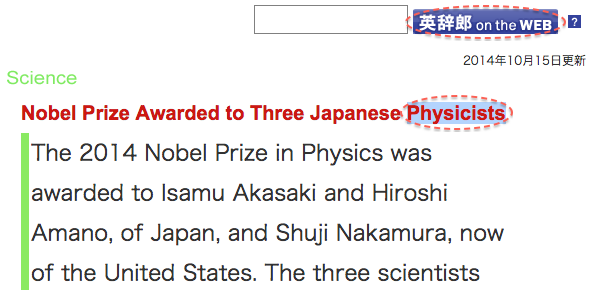 英辞郎 on the WEB ?
2014年10月15日更新
Science
Nobel Prize Awarded to Three Japanese Physicists
The 2014 Nobel Prize in Physics was
awarded to Isamu Akasaki and Hiroshi
Amano, of Japan, and Shuji Nakamura, now
of the United States. The three scientists